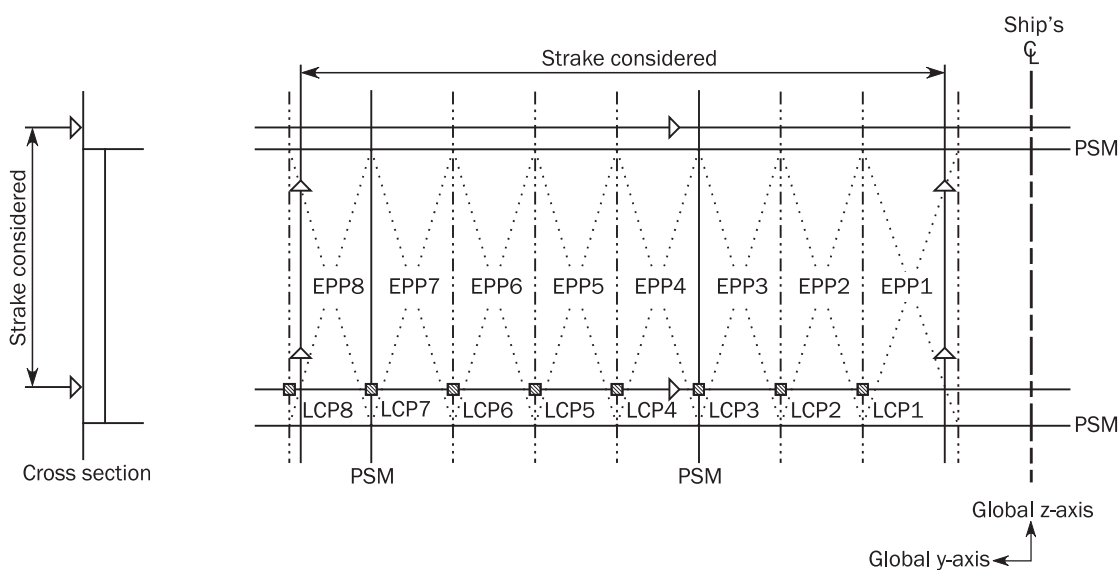 Ship's
℄
Strake considered
PSM
Strake considered
EPP8 EPP7 EPP6 EPP5 EPP4 EPP3 EPP2 EPP1
LCP8 LCP7 LCP6 LCP5 LCP4 LCP3 LCP2 LCP1
PSM
Cross section
PSM PSM
Global z-axis
Global y-axis